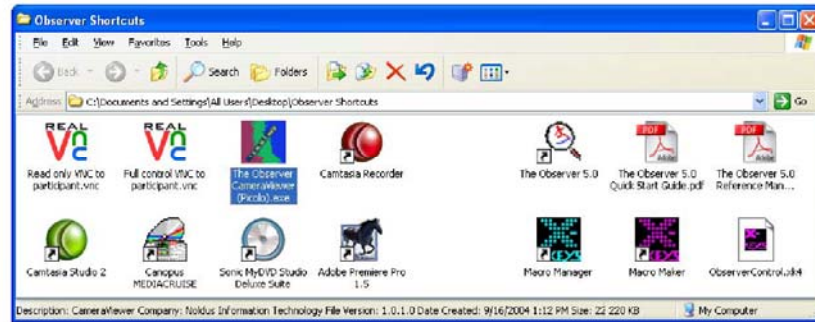 Observer Shortcuts
File Edit View Favorites Tools Help
Back Search Folders
Address C:\Documents and Settings\All Users\Desktop\Observer Shortcuts Go
REAL VNC REAL VNC PDF Adobe PDF Adobe
Read only VNC to participant.vnc
Full control VNC to participant.vnc
The Observer CameraViewer (Picolo).exe
Camtasia Recorder
The Observer 5.0
The Observer 5.0 Quick Start Guide.pdf
The Observer 5.0 Reference Man...
X-KEYS X-KEYS
Camtasia Studio 2
Canopus MEDIACRUISE
Sonic MyDVD Studio Deluxe Suite
Adobe Premiere Pro 1.5
Macro Manager
Macro Maker
ObserverControl.xk4
Description: CameraViewer Company: Noldus Information Technology File Version: 1.0.1.0 Date Created: 9/16/2004 1:12 PM Size: 22 220 KB My Computer